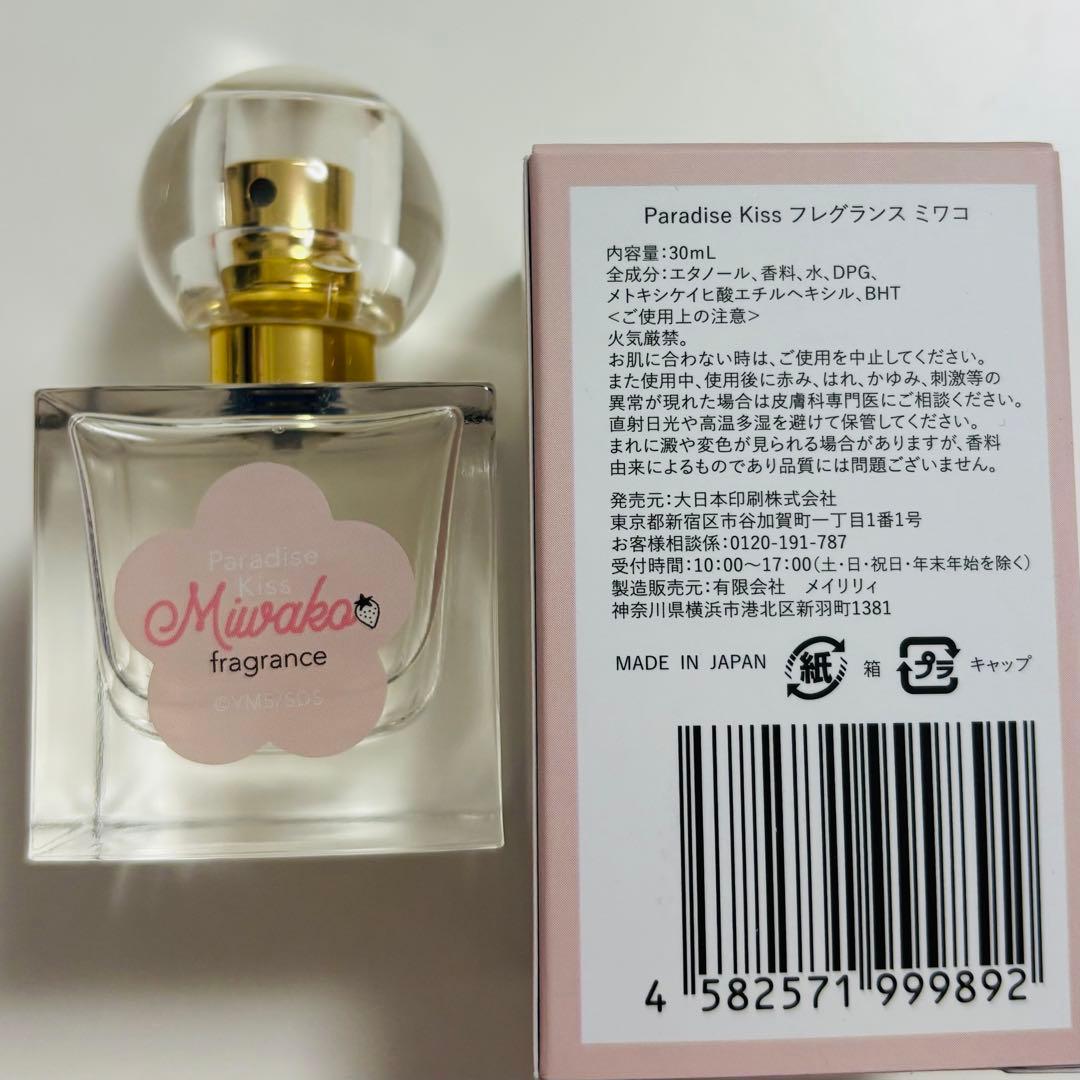 Paradise
Kiss
Miwako
fragrance
©YMS/SDS
Paradise Kiss フレグランス ミワコ
内容量:30mL
全成分:エタノール、香料、水、DPG、
メトキシケイヒ酸エチルヘキシル、BHT
<ご使用上の注意>
火気厳禁。
お肌に合わない時は、ご使用を中止してください。
また使用中、使用後に赤み、はれ、かゆみ、刺激等の
異常が現れた場合は皮膚科専門医にご相談ください。
直射日光や高温多湿を避けて保管してください。
まれに澱や変色が見られる場合がありますが、香料
由来によるものであり品質には問題ございません。
発売元:大日本印刷株式会社
東京都新宿区市谷加賀町一丁目1番1号
お客様相談係:0120-191-787
受付時間:10:00〜17:00(土・日・祝日・年末年始を除く)
製造販売元:有限会社 メイリリィ
神奈川県横浜市港北区新羽町1381
MADE IN JAPAN 紙 箱 プラ キャップ
4 582571 999892